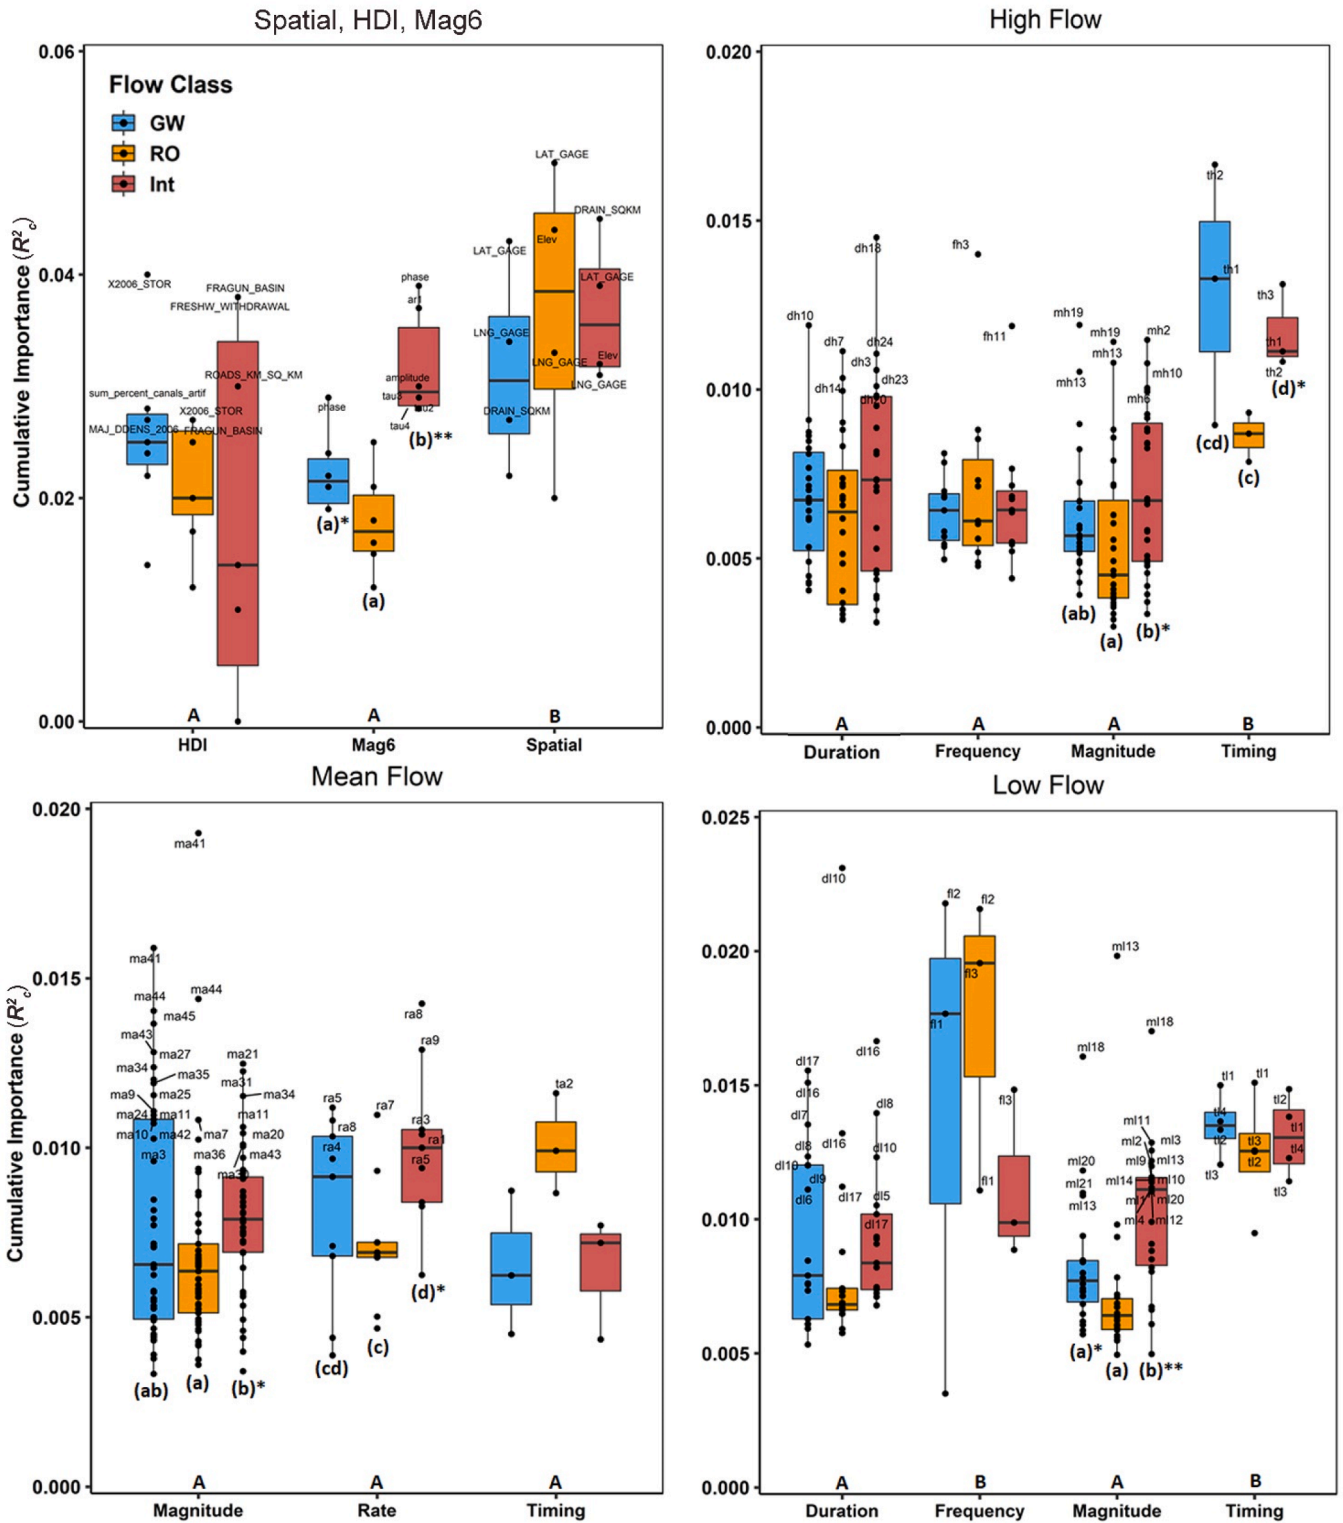 Spatial, HDI, Mag6
Cumulative Importance (R²c)
0.06
0.04
0.02
0.00
Flow Class
GW
RO
Int
LAT_GAGE
DRAIN_SQKM
Elev
LAT_GAGE
X2006_STOR
FRAGUN_BASIN
FRESHW_WITHDRAWAL
phase
ar1
LAT_GAGE
LNG_GAGE
LNG_GAGE
Elev
LNG_GAGE
ROADS_KM_SQ_KM
amplitude
sum_percent_canals_artif
X2006_STOR
phase
tau3
tau2
tau4
DRAIN_SQKM
MAJ_DDENS_2006
FRAGUN_BASIN
(b)**
(a)*
(a)
A
A
B
HDI
Mag6
Spatial
High Flow
0.020
0.015
0.010
0.005
0.000
th2
dh18
fh3
th1
th3
dh10
fh11
mh19
mh19
mh2
th1
dh7
dh24
dh3
mh13
mh13
mh10
th2
dh14
dh23
mh6
(d)*
(cd)
(c)
(ab)
(a)
(b)*
A
A
A
B
Duration
Frequency
Magnitude
Timing
Mean Flow
Cumulative Importance (R²c)
0.020
0.015
0.010
0.005
0.000
ma41
ma41
ma44
ma44
ma45
ma43
ma27
ma34
ma35
ma9
ma25
ma24
ma11
ma10
ma42
ma3
ma7
ma36
ma21
ma31
ma34
ma11
ma20
ma43
ra5
ra8
ra4
ra7
ra8
ra9
ra3
ra1
ra5
ta2
(ab)
(a)
(b)*
(cd)
(c)
(d)*
A
A
A
Magnitude
Rate
Timing
Low Flow
0.025
0.020
0.015
0.010
0.005
0.000
dl10
dl17
dl16
dl7
dl8
dl10
dl9
dl6
dl16
dl17
dl16
dl8
dl10
dl5
dl17
fl2
fl1
fl2
fl3
fl1
fl3
ml18
ml20
ml21
ml13
ml13
ml18
ml11
ml2
ml3
ml9
ml13
ml14
ml10
ml1
ml20
ml4
ml12
tl1
tl4
tl2
tl3
tl1
tl3
tl2
tl2
tl1
tl4
tl3
(a)*
(a)
(b)**
A
B
A
B
Duration
Frequency
Magnitude
Timing